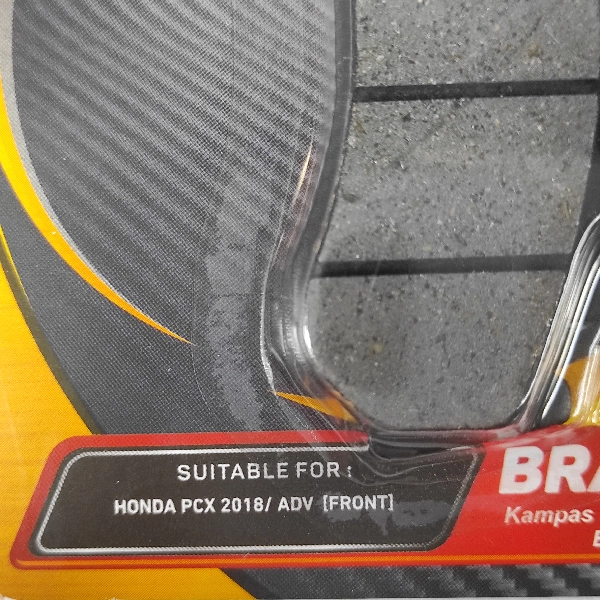 SUITABLE FOR :
HONDA PCX 2018/ ADV [FRONT]
Kampas